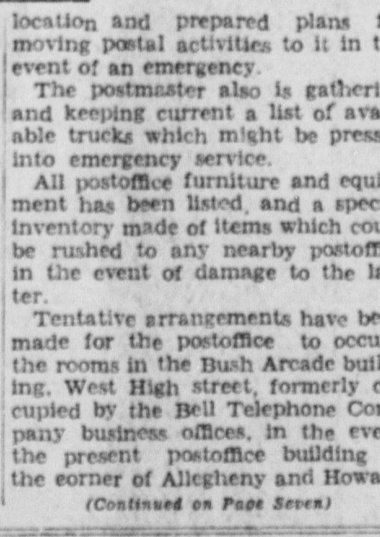 location and prepared plans f
moving postal activities to it in t
event of an emergency.
The postmaster also is gatheri
and keeping current a list of ava
able trucks which might be press
into emergency service.
All postoffice furniture and equi
ment has been listed, and a spec
inventory made of items which cou
be rushed to any nearby postoff
in the event of damage to the la
ter.
Tentative arrangements have be
made for the postoffice to occu
the rooms in the Bush Arcade buil
ing, West High street, formerly o
cupied by the Bell Telephone Com
pany business offices, in the eve
the present postoffice building
the corner of Allegheny and Howa
(Continued on Page Seven)